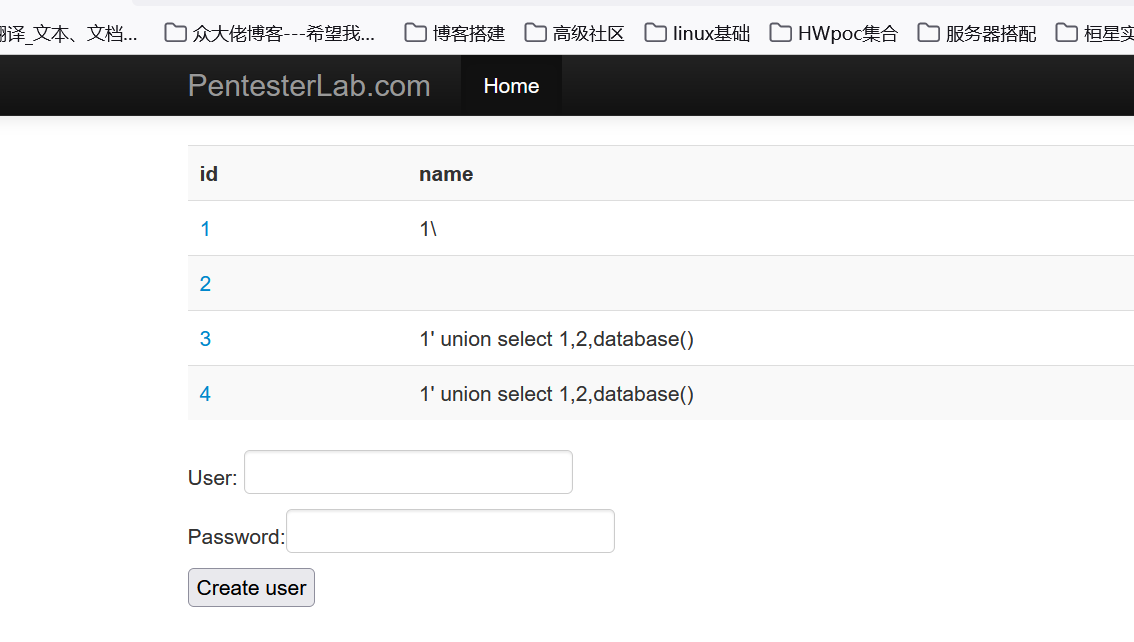 翻译_文本、文档... 众大佬博客---希望我... 博客搭建 高级社区 linux基础 HWpoc集合 服务器搭配 桓星实
PentesterLab.com Home
id name
1 1\
2
3 1' union select 1,2,database()
4 1' union select 1,2,database()
User:
Password:
Create user